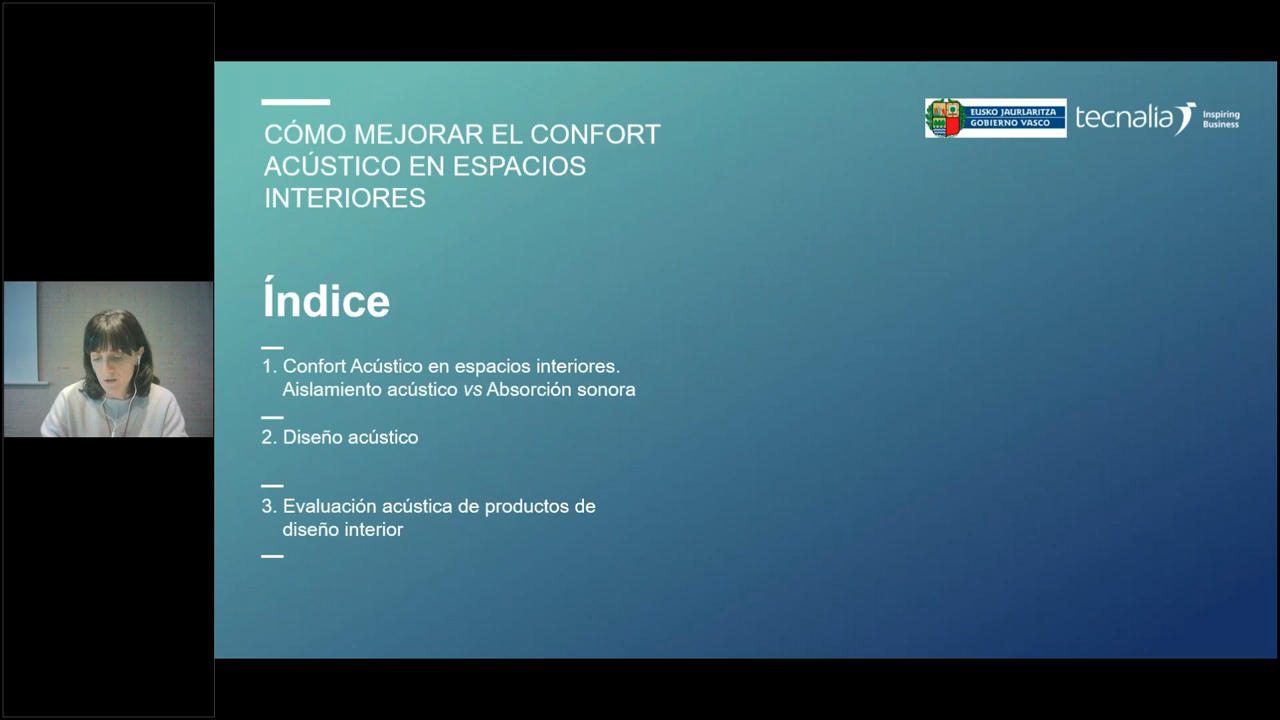 CÓMO MEJORAR EL CONFORT
ACÚSTICO EN ESPACIOS
INTERIORES
EUSKO JAURLARITZA
GOBIERNO VASCO
tecnalia
Inspiring
Business
Índice
1. Confort Acústico en espacios interiores.
Aislamiento acústico vs Absorción sonora
2. Diseño acústico
3. Evaluación acústica de productos de
diseño interior